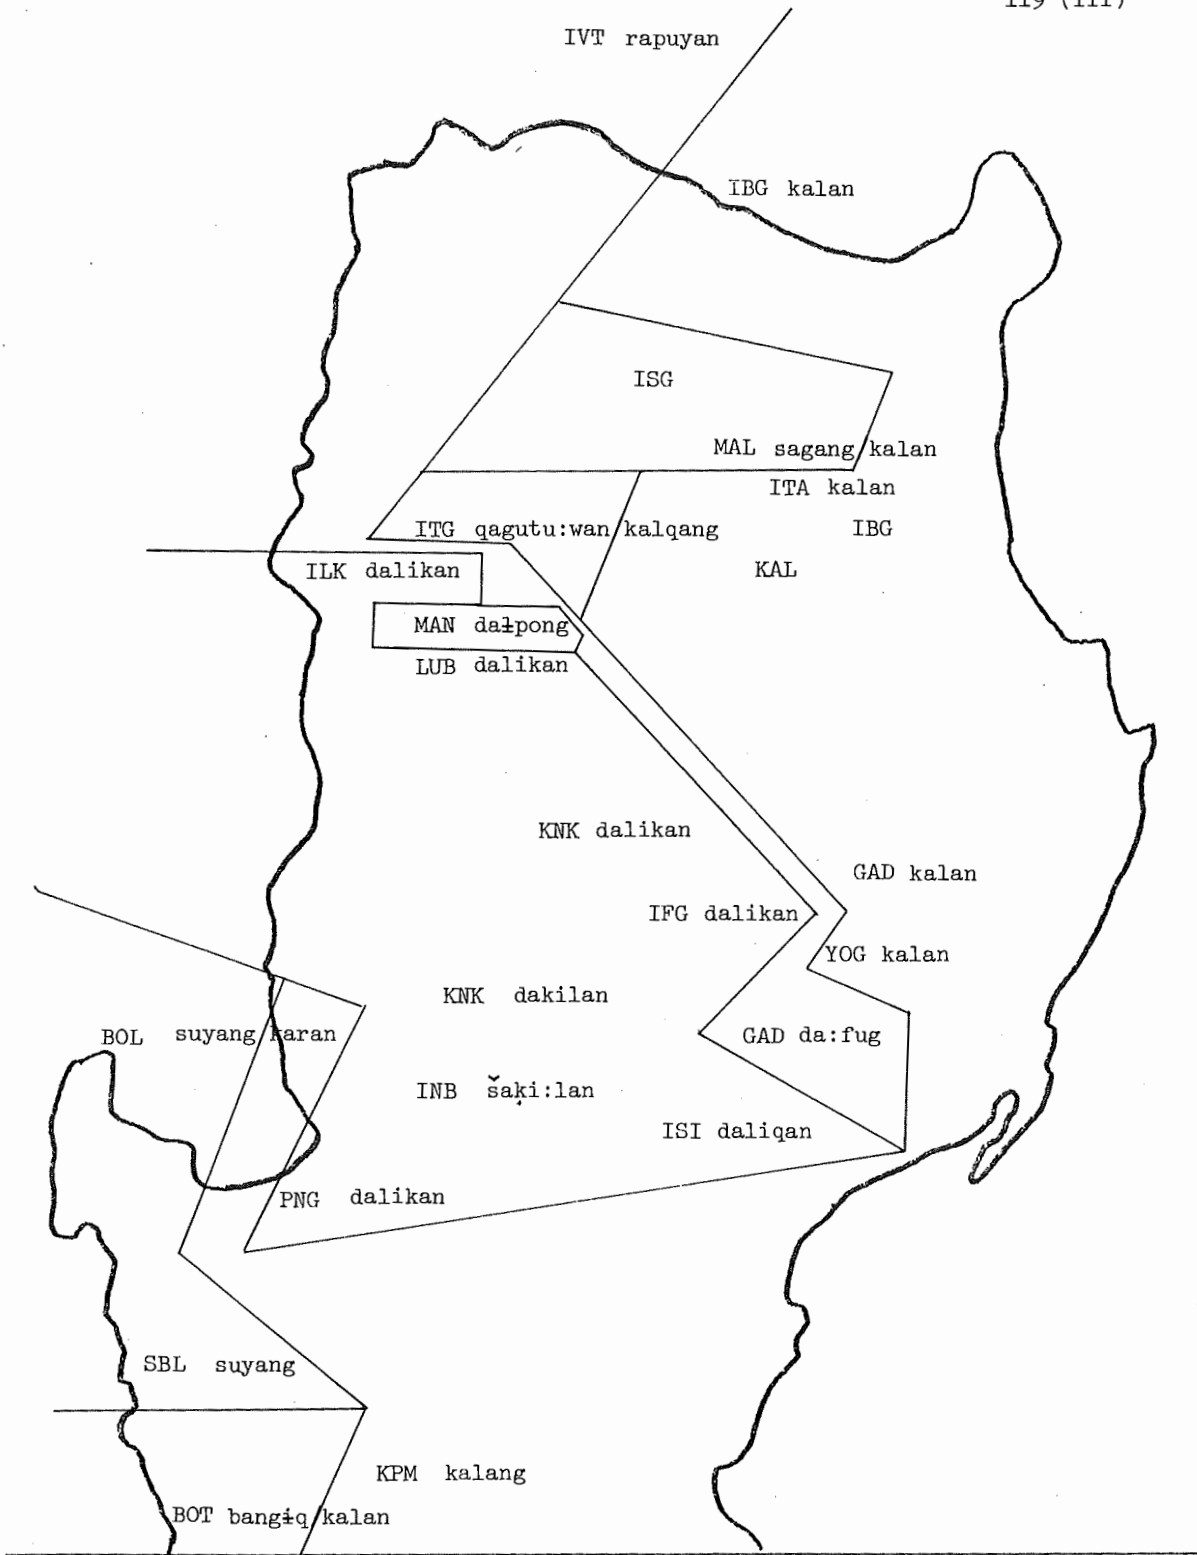 119 (III)
IVT rapuyan
IBG kalan
ISG
MAL sagang/kalan
ITA kalan
ITG qagutu:wan/kalqang
IBG
ILK dalikan
KAL
MAN daɨpong
LUB dalikan
KNK dalikan
GAD kalan
IFG dalikan
YOG kalan
KNK dakilan
BOL suyang/karan
GAD da:fug
INB šaḳi:lan
ISI daliqan
PNG dalikan
SBL suyang
KPM kalang
BOT bangɨq/kalan